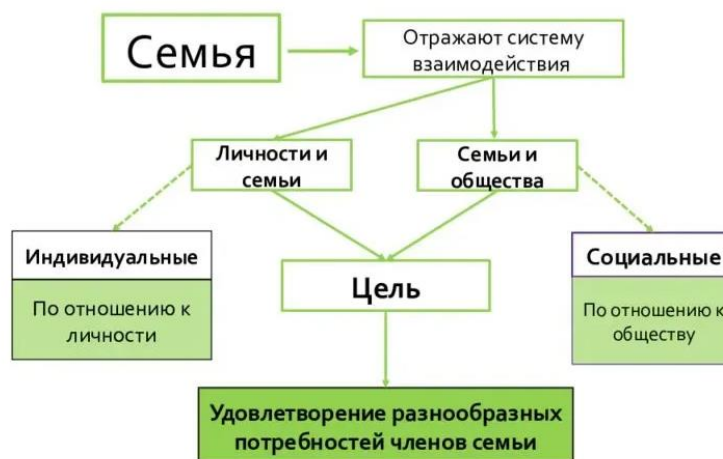 Семья
Отражают систему
взаимодействия
Личности и
семьи
Семьи и
общества
Индивидуальные
По отношению к
личности
Цель
Социальные
По отношению к
обществу
Удовлетворение разнообразных
потребностей членов семьи